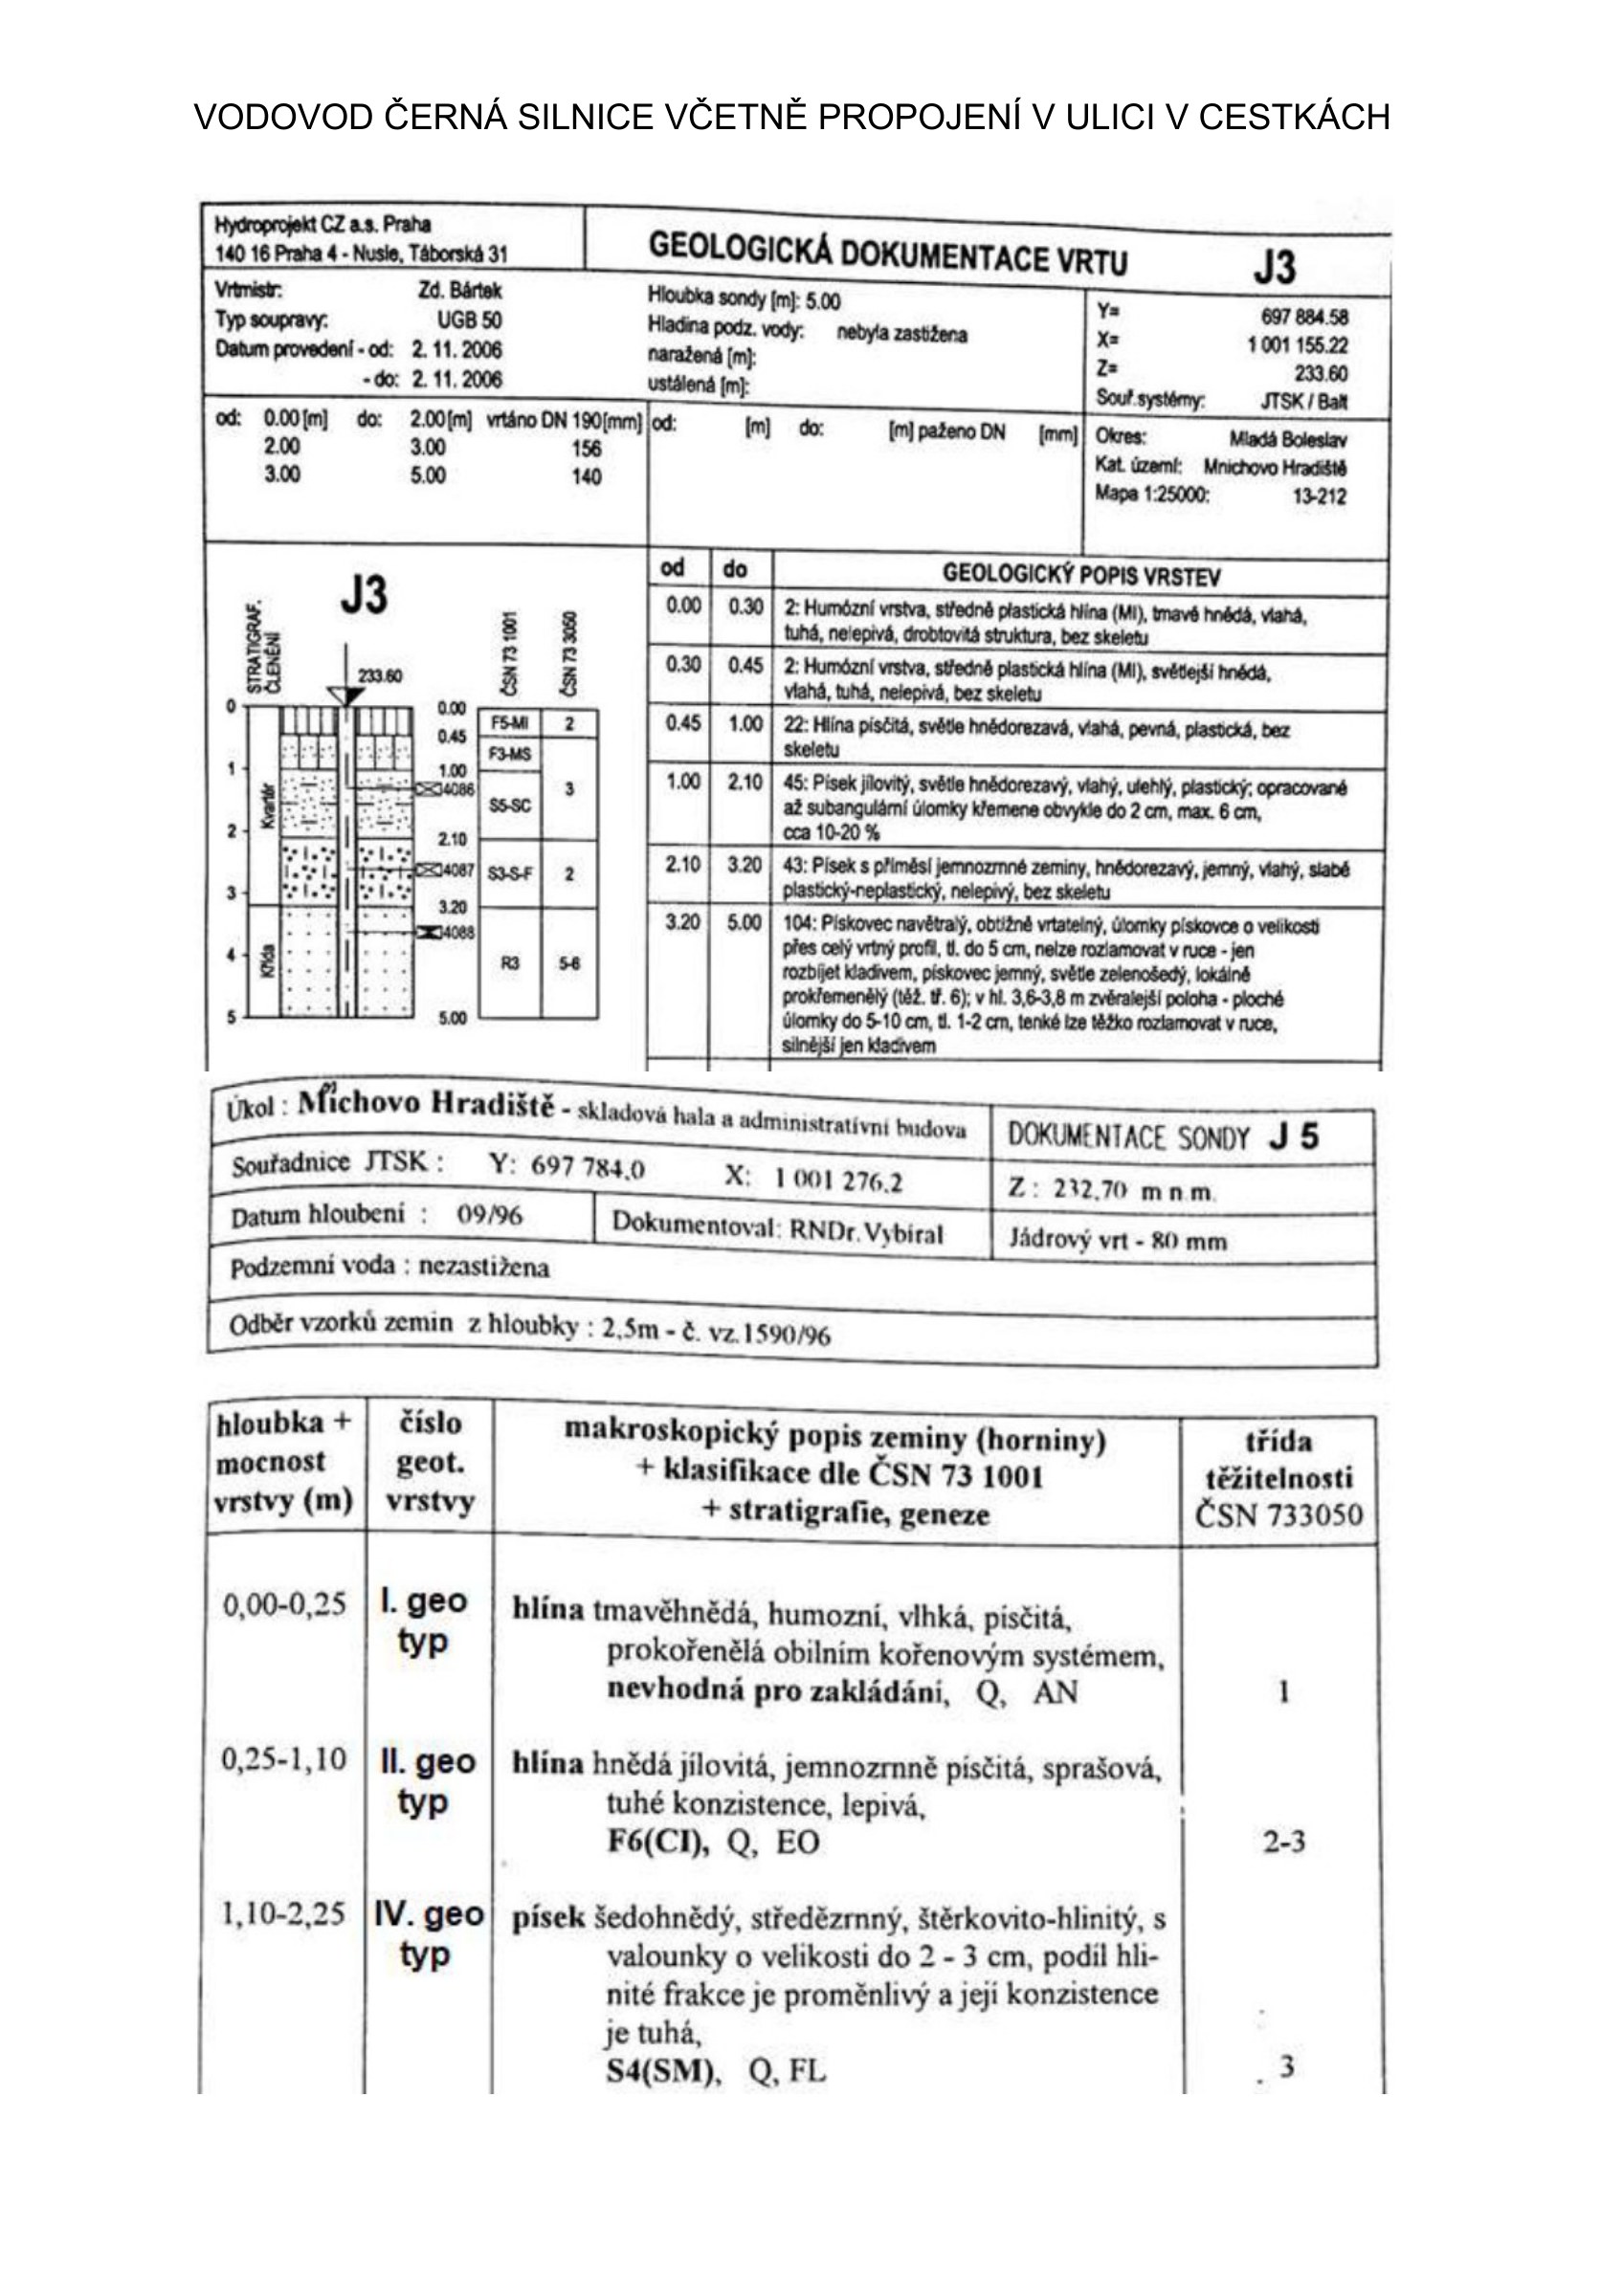 VODOVOD ČERNÁ SILNICE VČETNĚ PROPOJENÍ V ULICI V CESTKÁCH
Hydroprojekt CZ a.s. Praha
140 16 Praha 4 - Nusle, Táborská 31
GEOLOGICKÁ DOKUMENTACE VRTU J3
Vrtmistr: Zd. Bártek
Typ soupravy: UGB 50
Datum provedení - od: 2. 11. 2006
- do: 2. 11. 2006
Hloubka sondy [m]: 5.00
Hladina podz. vody: nebyla zastižena
naražená [m]:
ustálená [m]:
Y= 697 884.58
X= 1 001 155.22
Z= 233.60
Souř.systémy: JTSK / Balt
od: 0.00 [m] do: 2.00 [m] vrtáno DN 190 [mm]
2.00 3.00 156
3.00 5.00 140
od: [m] do: [m] paženo DN [mm]
Okres: Mladá Boleslav
Kat. území: Mnichovo Hradiště
Mapa 1:25000: 13-212
J3
STRATIGRAF.
ČLENĚNÍ
ČSN 73 1001
ČSN 73 3050
233.60
0 0.00
F5-MI 2
0.45
F3-MS
1 1.00
4086
Kvartér
S5-SC 3
2 2.10
4087 S3-S-F 2
3 3.20
4088
4 Křída R3 5-6
5 5.00
od do GEOLOGICKÝ POPIS VRSTEV
0.00 0.30 2: Humózní vrstva, středně plastická hlína (MI), tmavě hnědá, vlahá,
tuhá, nelepivá, drobtovitá struktura, bez skeletu
0.30 0.45 2: Humózní vrstva, středně plastická hlína (MI), světlejší hnědá,
vlahá, tuhá, nelepivá, bez skeletu
0.45 1.00 22: Hlína písčitá, světle hnědorezavá, vlahá, pevná, plastická, bez
skeletu
1.00 2.10 45: Písek jílovitý, světle hnědorezavý, vlahý, ulehlý, plastický; opracované
až subangulární úlomky křemene obvykle do 2 cm, max. 6 cm,
cca 10-20 %
2.10 3.20 43: Písek s příměsí jemnozrnné zeminy, hnědorezavý, jemný, vlahý, slabě
plastický-neplastický, nelepivý, bez skeletu
3.20 5.00 104: Pískovec navětralý, obtížně vrtatelný, úlomky pískovce o velikosti
přes celý vrtný profil, tl. do 5 cm, nelze rozlamovat v ruce - jen
rozbíjet kladivem, pískovec jemný, světle zelenošedý, lokálně
prokřemenělý (těž. tř. 6); v hl. 3,6-3,8 m zvětralejší poloha - ploché
úlomky do 5-10 cm, tl. 1-2 cm, tenké lze těžko rozlamovat v ruce,
silnější jen kladivem
Úkol : Michovo Hradiště - skladová hala a administrativní budova
DOKUMENTACE SONDY J 5
Souřadnice JTSK : Y: 697 784,0 X: 1 001 276,2
Z : 232,70 m n.m.
Datum hloubení : 09/96
Dokumentoval: RNDr.Vybíral
Jádrový vrt - 80 mm
Podzemní voda : nezastižena
Odběr vzorků zemin z hloubky : 2,5m - č. vz.1590/96
hloubka +
mocnost
vrstvy (m)
číslo
geot.
vrstvy
makroskopický popis zeminy (horniny)
+ klasifikace dle ČSN 73 1001
+ stratigrafie, geneze
třída
těžitelnosti
ČSN 733050
0,00-0,25 I. geo hlína tmavěhnědá, humozní, vlhká, písčitá,
typ prokořenělá obilním kořenovým systémem,
nevhodná pro zakládání, Q, AN 1
0,25-1,10 II. geo hlína hnědá jílovitá, jemnozrnně písčitá, sprašová,
typ tuhé konzistence, lepivá,
F6(CI), Q, EO 2-3
1,10-2,25 IV. geo písek šedohnědý, středězrnný, štěrkovito-hlinitý, s
typ valounky o velikosti do 2 - 3 cm, podíl hli-
nité frakce je proměnlivý a její konzistence
je tuhá,
S4(SM), Q, FL 3